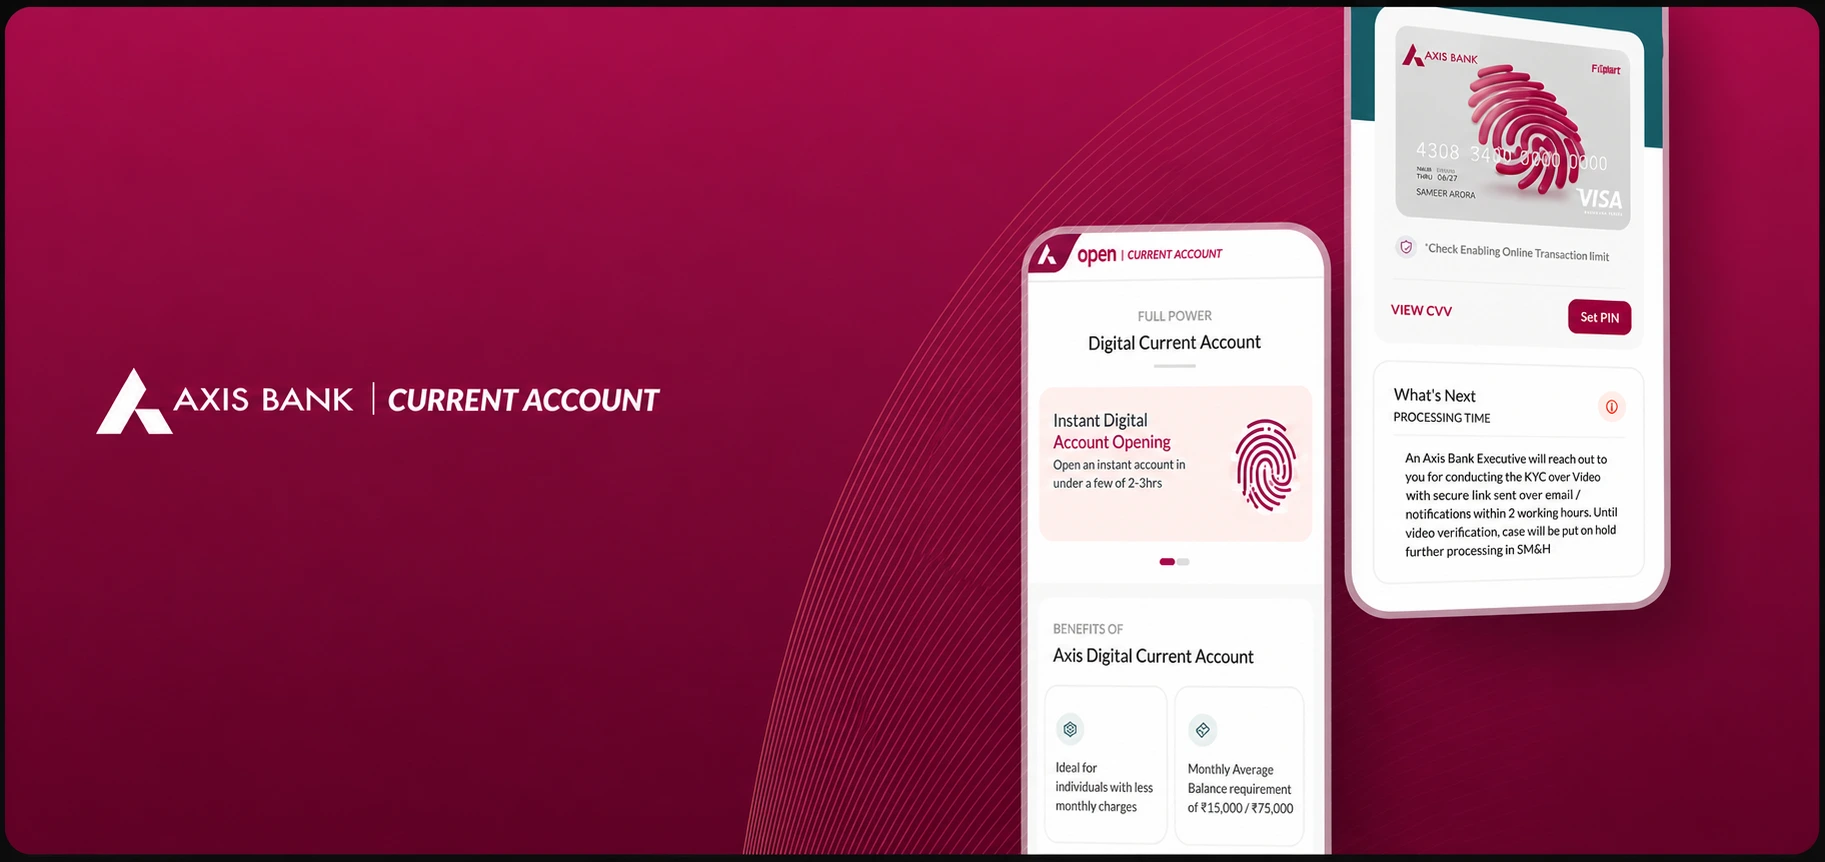 AXIS BANK | CURRENT ACCOUNT
open | CURRENT ACCOUNT
FULL POWER
Digital Current Account
Instant Digital
Account Opening
Open an instant account in
under a few of 2-3hrs
BENEFITS OF
Axis Digital Current Account
Ideal for
individuals with less
monthly charges
Monthly Average
Balance requirement
of ₹15,000 / ₹75,000
AXIS BANK
4308 3400 0000 0000
THRU 06/27
SAMEER ARORA
VISA
*Check Enabling Online Transaction limit
VIEW CVV
Set PIN
What's Next
PROCESSING TIME
An Axis Bank Executive will reach out to
you for conducting the KYC over Video
with secure link sent over email /
notifications within 2 working hours. Until
video verification, case will be put on hold
further processing in SM&H